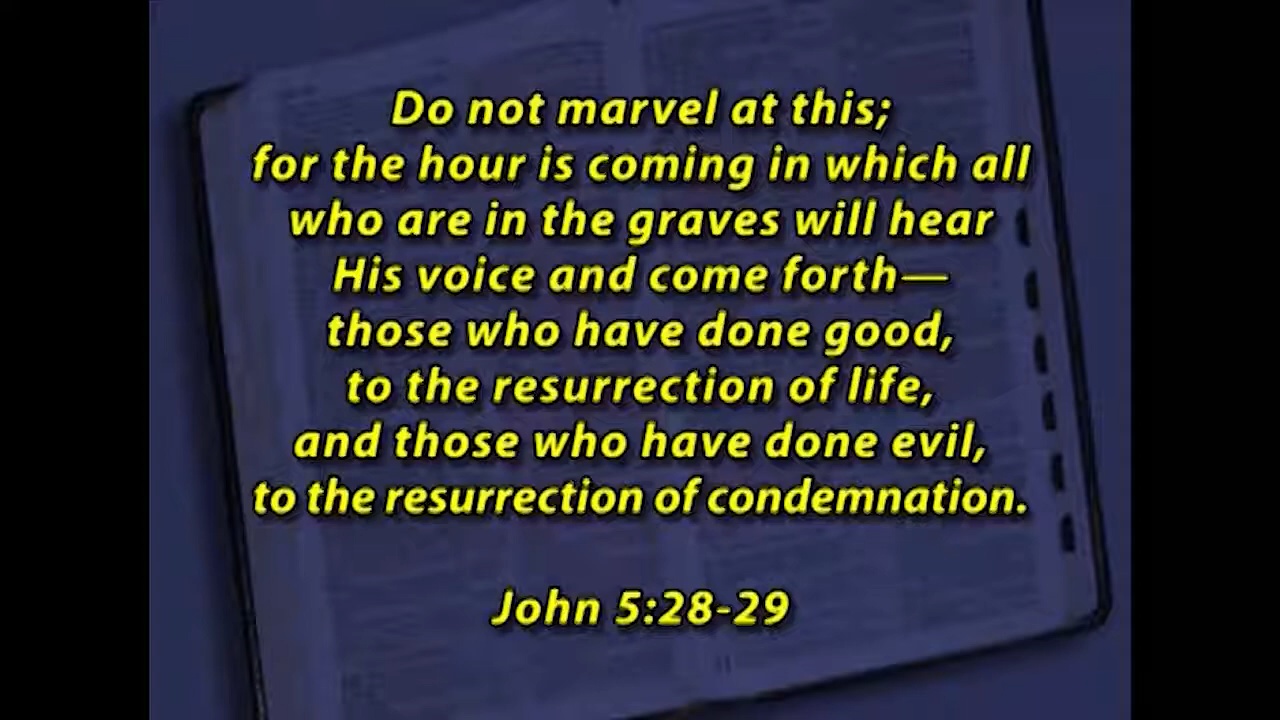 Do not marvel at this;
for the hour is coming in which all
who are in the graves will hear
His voice and come forth—
those who have done good,
to the resurrection of life,
and those who have done evil,
to the resurrection of condemnation.
John 5:28-29